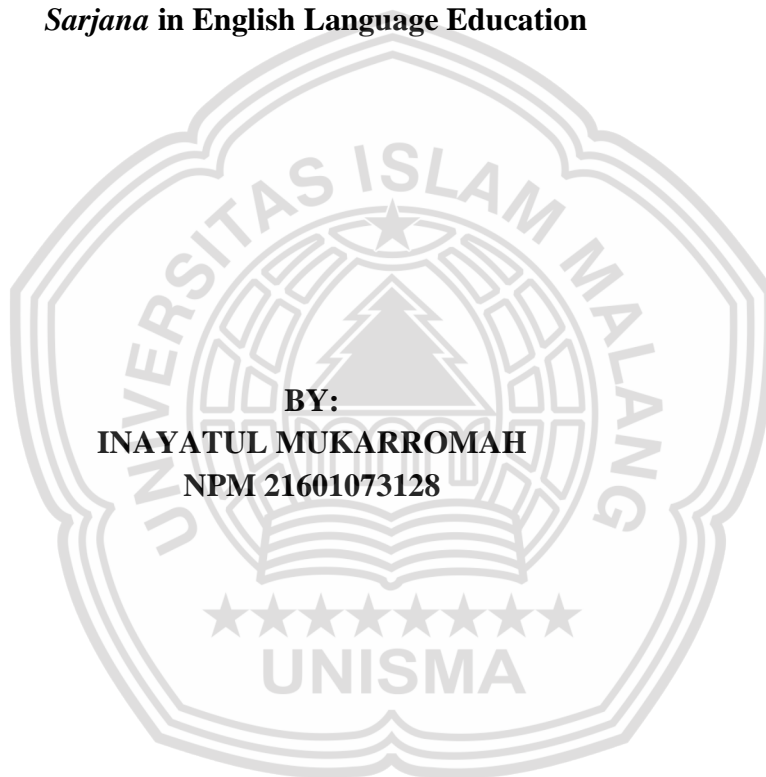 Sarjana in English Language Education
UNIVERSITAS ISLAM MALANG
BY:
INAYATUL MUKARROMAH
NPM 21601073128
UNISMA